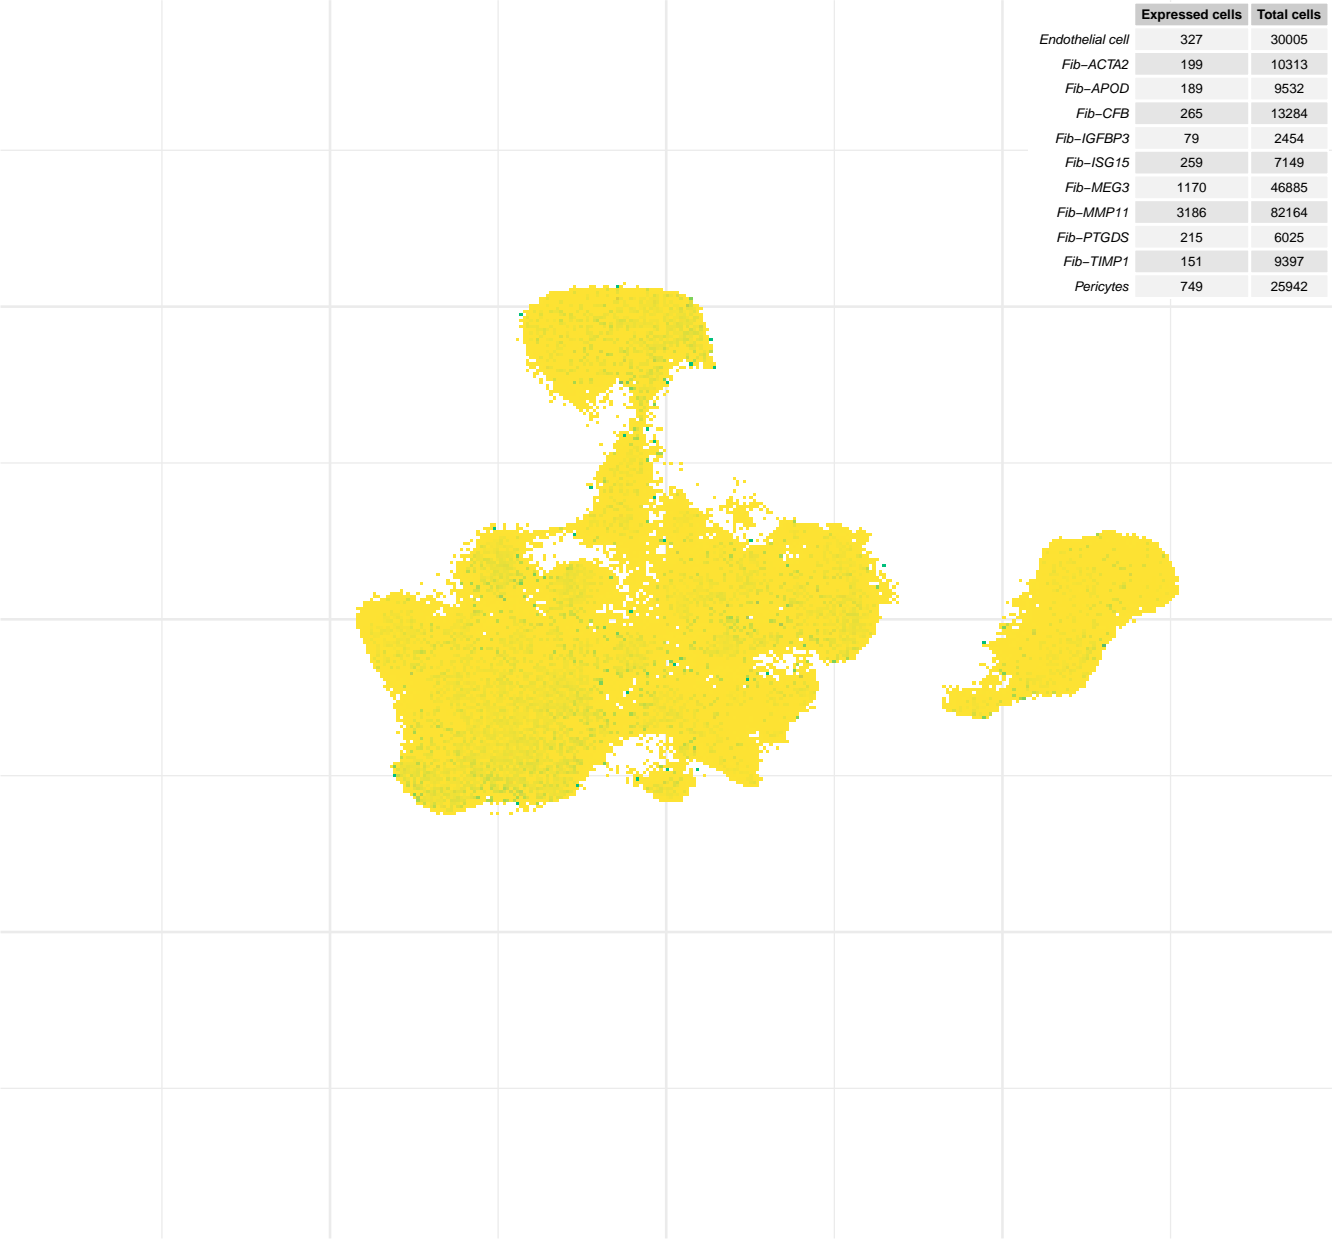 Expressed cells Total cells
Endothelial cell 327 30005
Fib−ACTA2 199 10313
Fib−APOD 189 9532
Fib−CFB 265 13284
Fib−IGFBP3 79 2454
Fib−ISG15 259 7149
Fib−MEG3 1170 46885
Fib−MMP11 3186 82164
Fib−PTGDS 215 6025
Fib−TIMP1 151 9397
Pericytes 749 25942